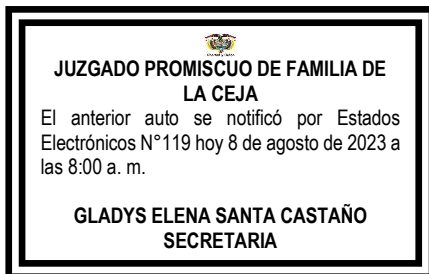 JUZGADO PROMISCUO DE FAMILIA DE
LA CEJA
El anterior auto se notificó por Estados
Electrónicos N°119 hoy 8 de agosto de 2023 a
las 8:00 a. m.
GLADYS ELENA SANTA CASTAÑO
SECRETARIA